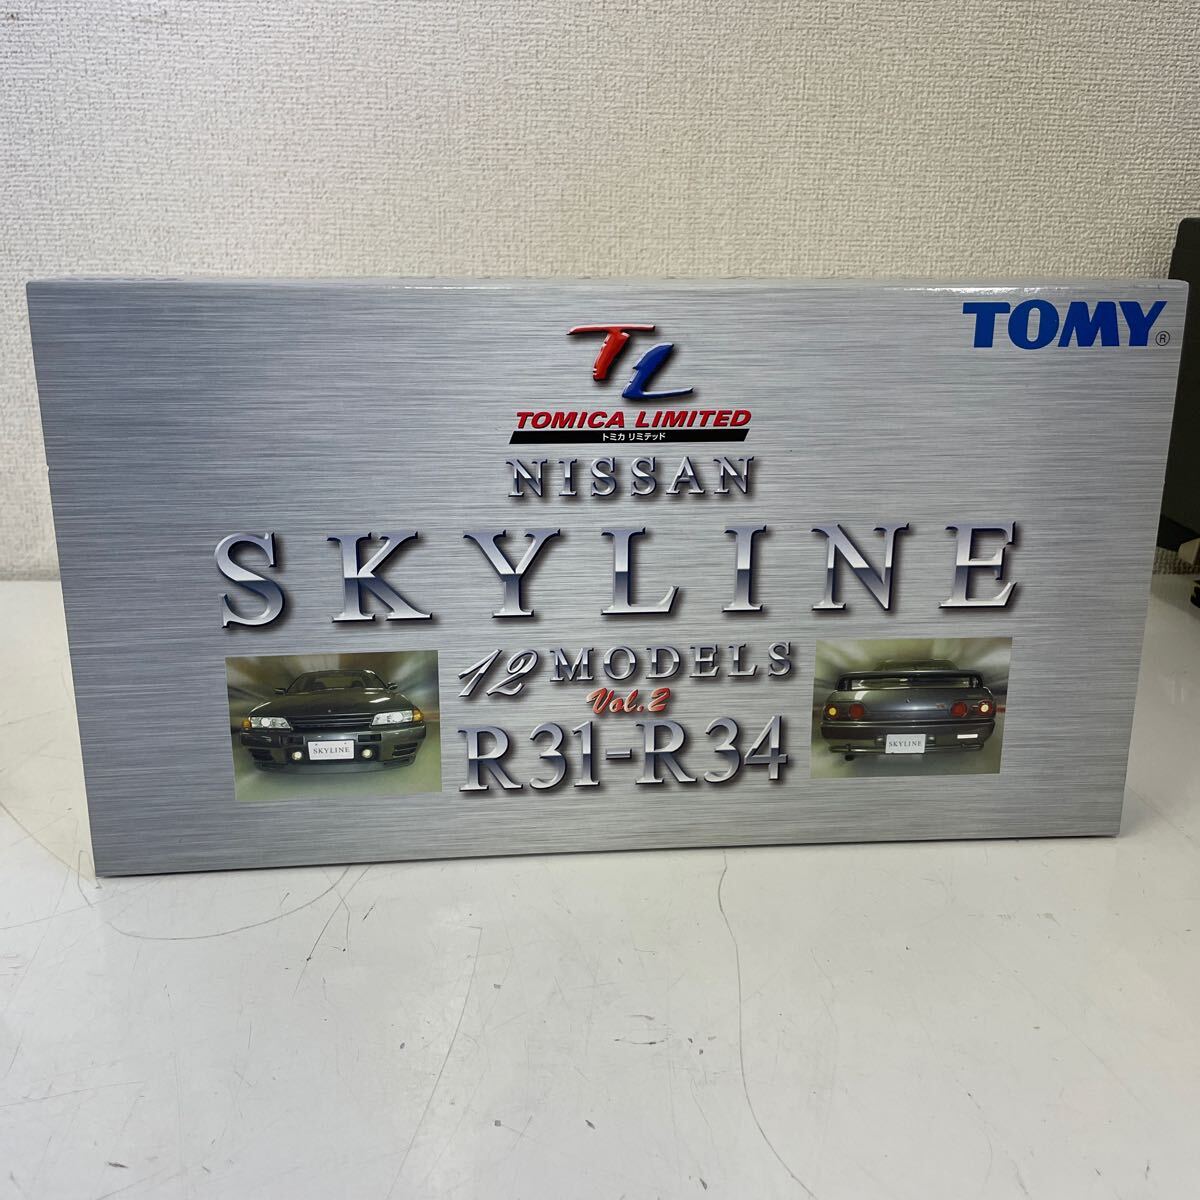 TOMY®
TL
TOMICA LIMITED
トミカ リミテッド
NISSAN
SKYLINE
12 MODELS
Vol.2
R31-R34
SKYLINE
SKYLINE